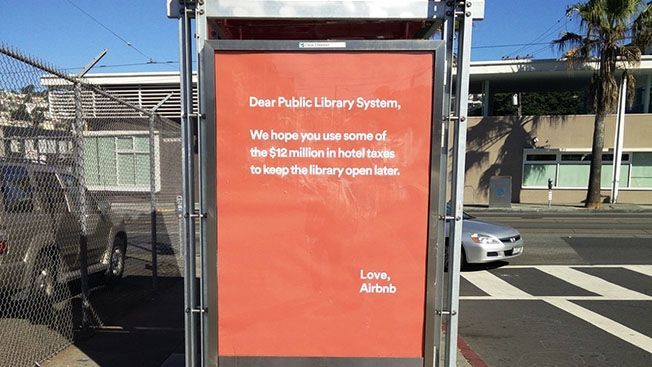 Dear Public Library System,
We hope you use some of
the $12 million in hotel taxes
to keep the library open later.
Love,
Airbnb